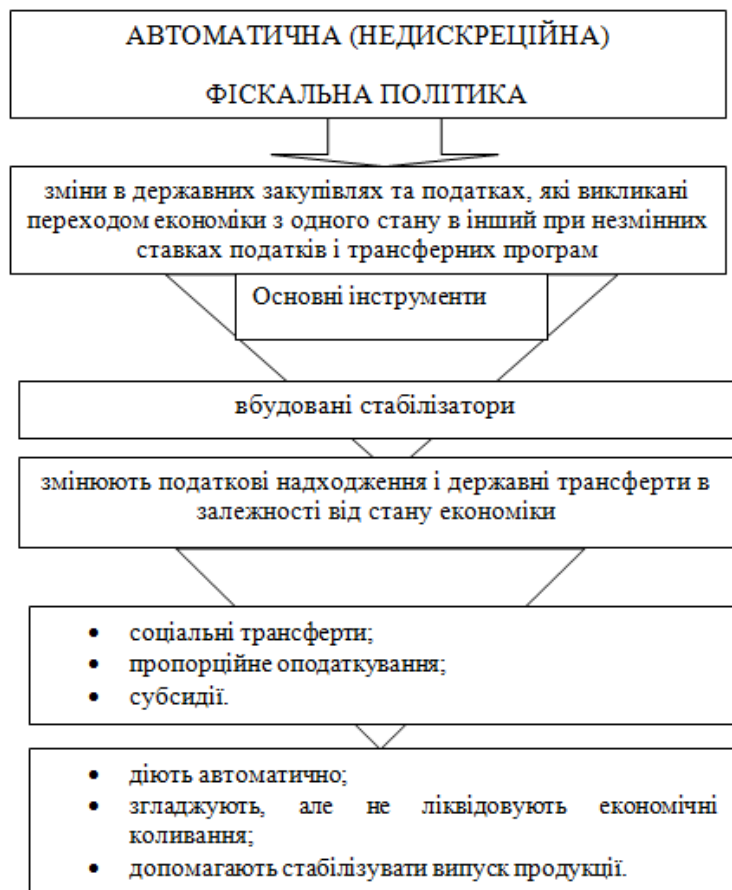 АВТОМАТИЧНА (НЕДИСКРЕЦІЙНА)
ФІСКАЛЬНА ПОЛІТИКА
зміни в державних закупівлях та податках, які викликані
переходом економіки з одного стану в інший при незмінних
ставках податків і трансферних програм
Основні інструменти
вбудовані стабілізатори
змінюють податкові надходження і державні трансферти в
залежності від стану економіки
• соціальні трансферти;
• пропорційне оподаткування;
• субсидії.
• діють автоматично;
• згладжують, але не ліквідовують економічні
коливання;
• допомагають стабілізувати випуск продукції.